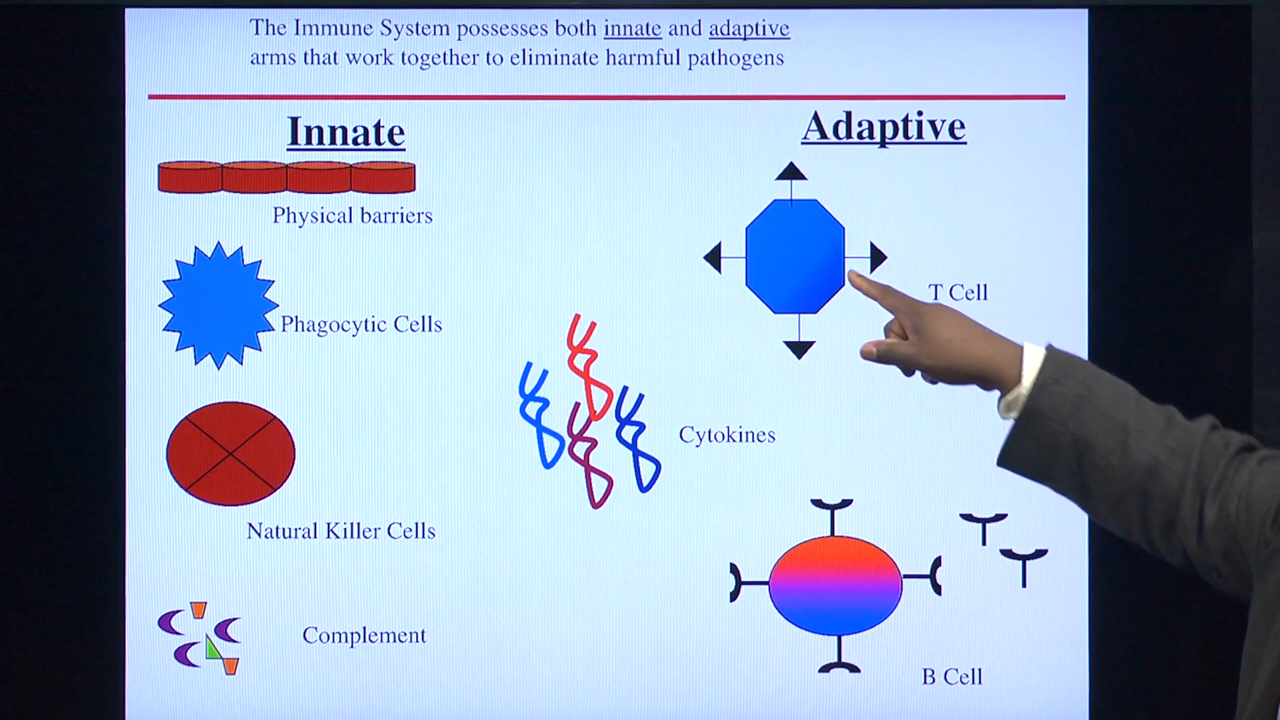 The Immune System possesses both innate and adaptive
arms that work together to eliminate harmful pathogens
Innate
Physical barriers
Phagocytic Cells
Natural Killer Cells
Complement
Cytokines
Adaptive
T Cell
B Cell